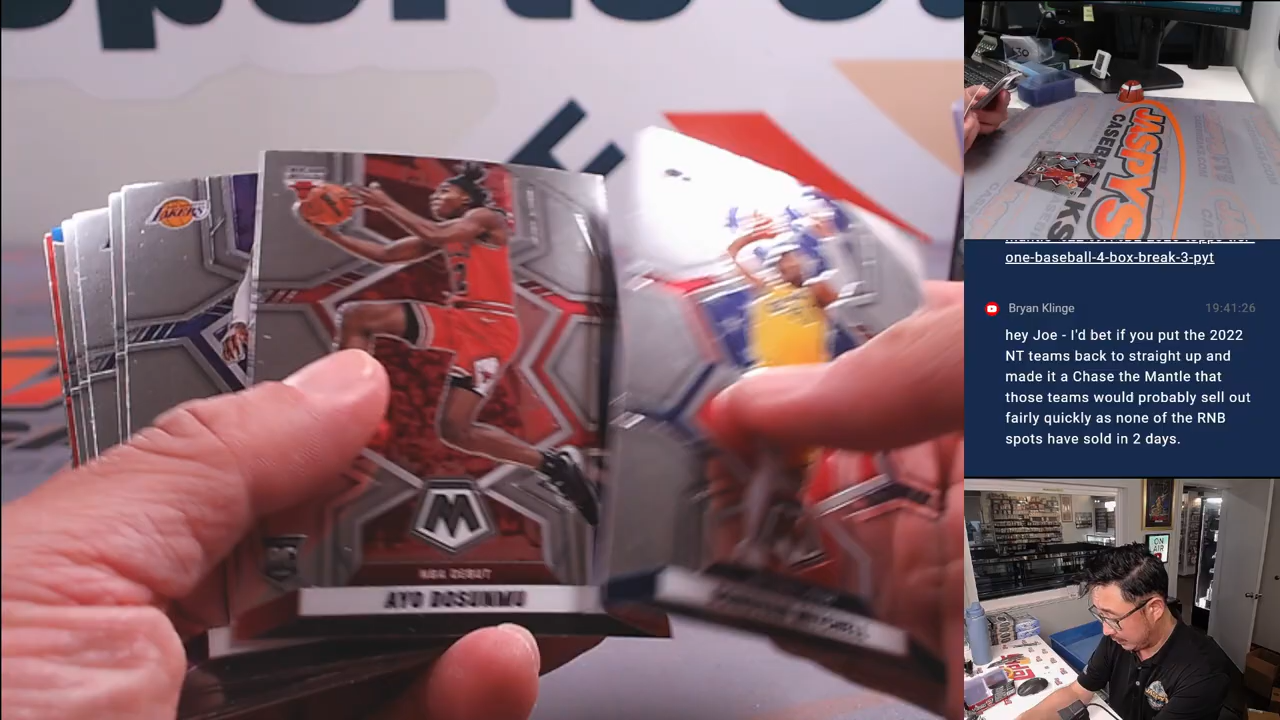 LAKERS
M
RC
NBA DEBUT
AYO DOSUNMU
JASPYS
CASEBREAKS
one-baseball-4-box-break-3-pyt
Bryan Klinge 19:41:26
hey Joe - I'd bet if you put the 2022
NT teams back to straight up and
made it a Chase the Mantle that
those teams would probably sell out
fairly quickly as none of the RNB
spots have sold in 2 days.
ON
AIR